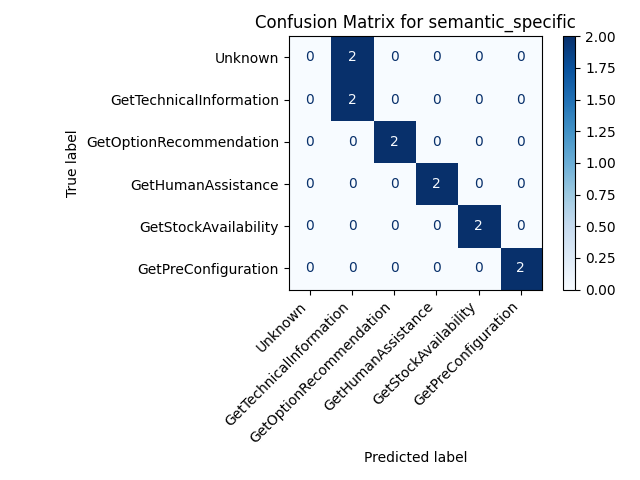 Confusion Matrix for semantic_specific
True label
Unknown 0 2 0 0 0 0
GetTechnicalInformation 0 2 0 0 0 0
GetOptionRecommendation 0 0 2 0 0 0
GetHumanAssistance 0 0 0 2 0 0
GetStockAvailability 0 0 0 0 2 0
GetPreConfiguration 0 0 0 0 0 2
Unknown
GetTechnicalInformation
GetOptionRecommendation
GetHumanAssistance
GetStockAvailability
GetPreConfiguration
Predicted label
2.00
1.75
1.50
1.25
1.00
0.75
0.50
0.25
0.00